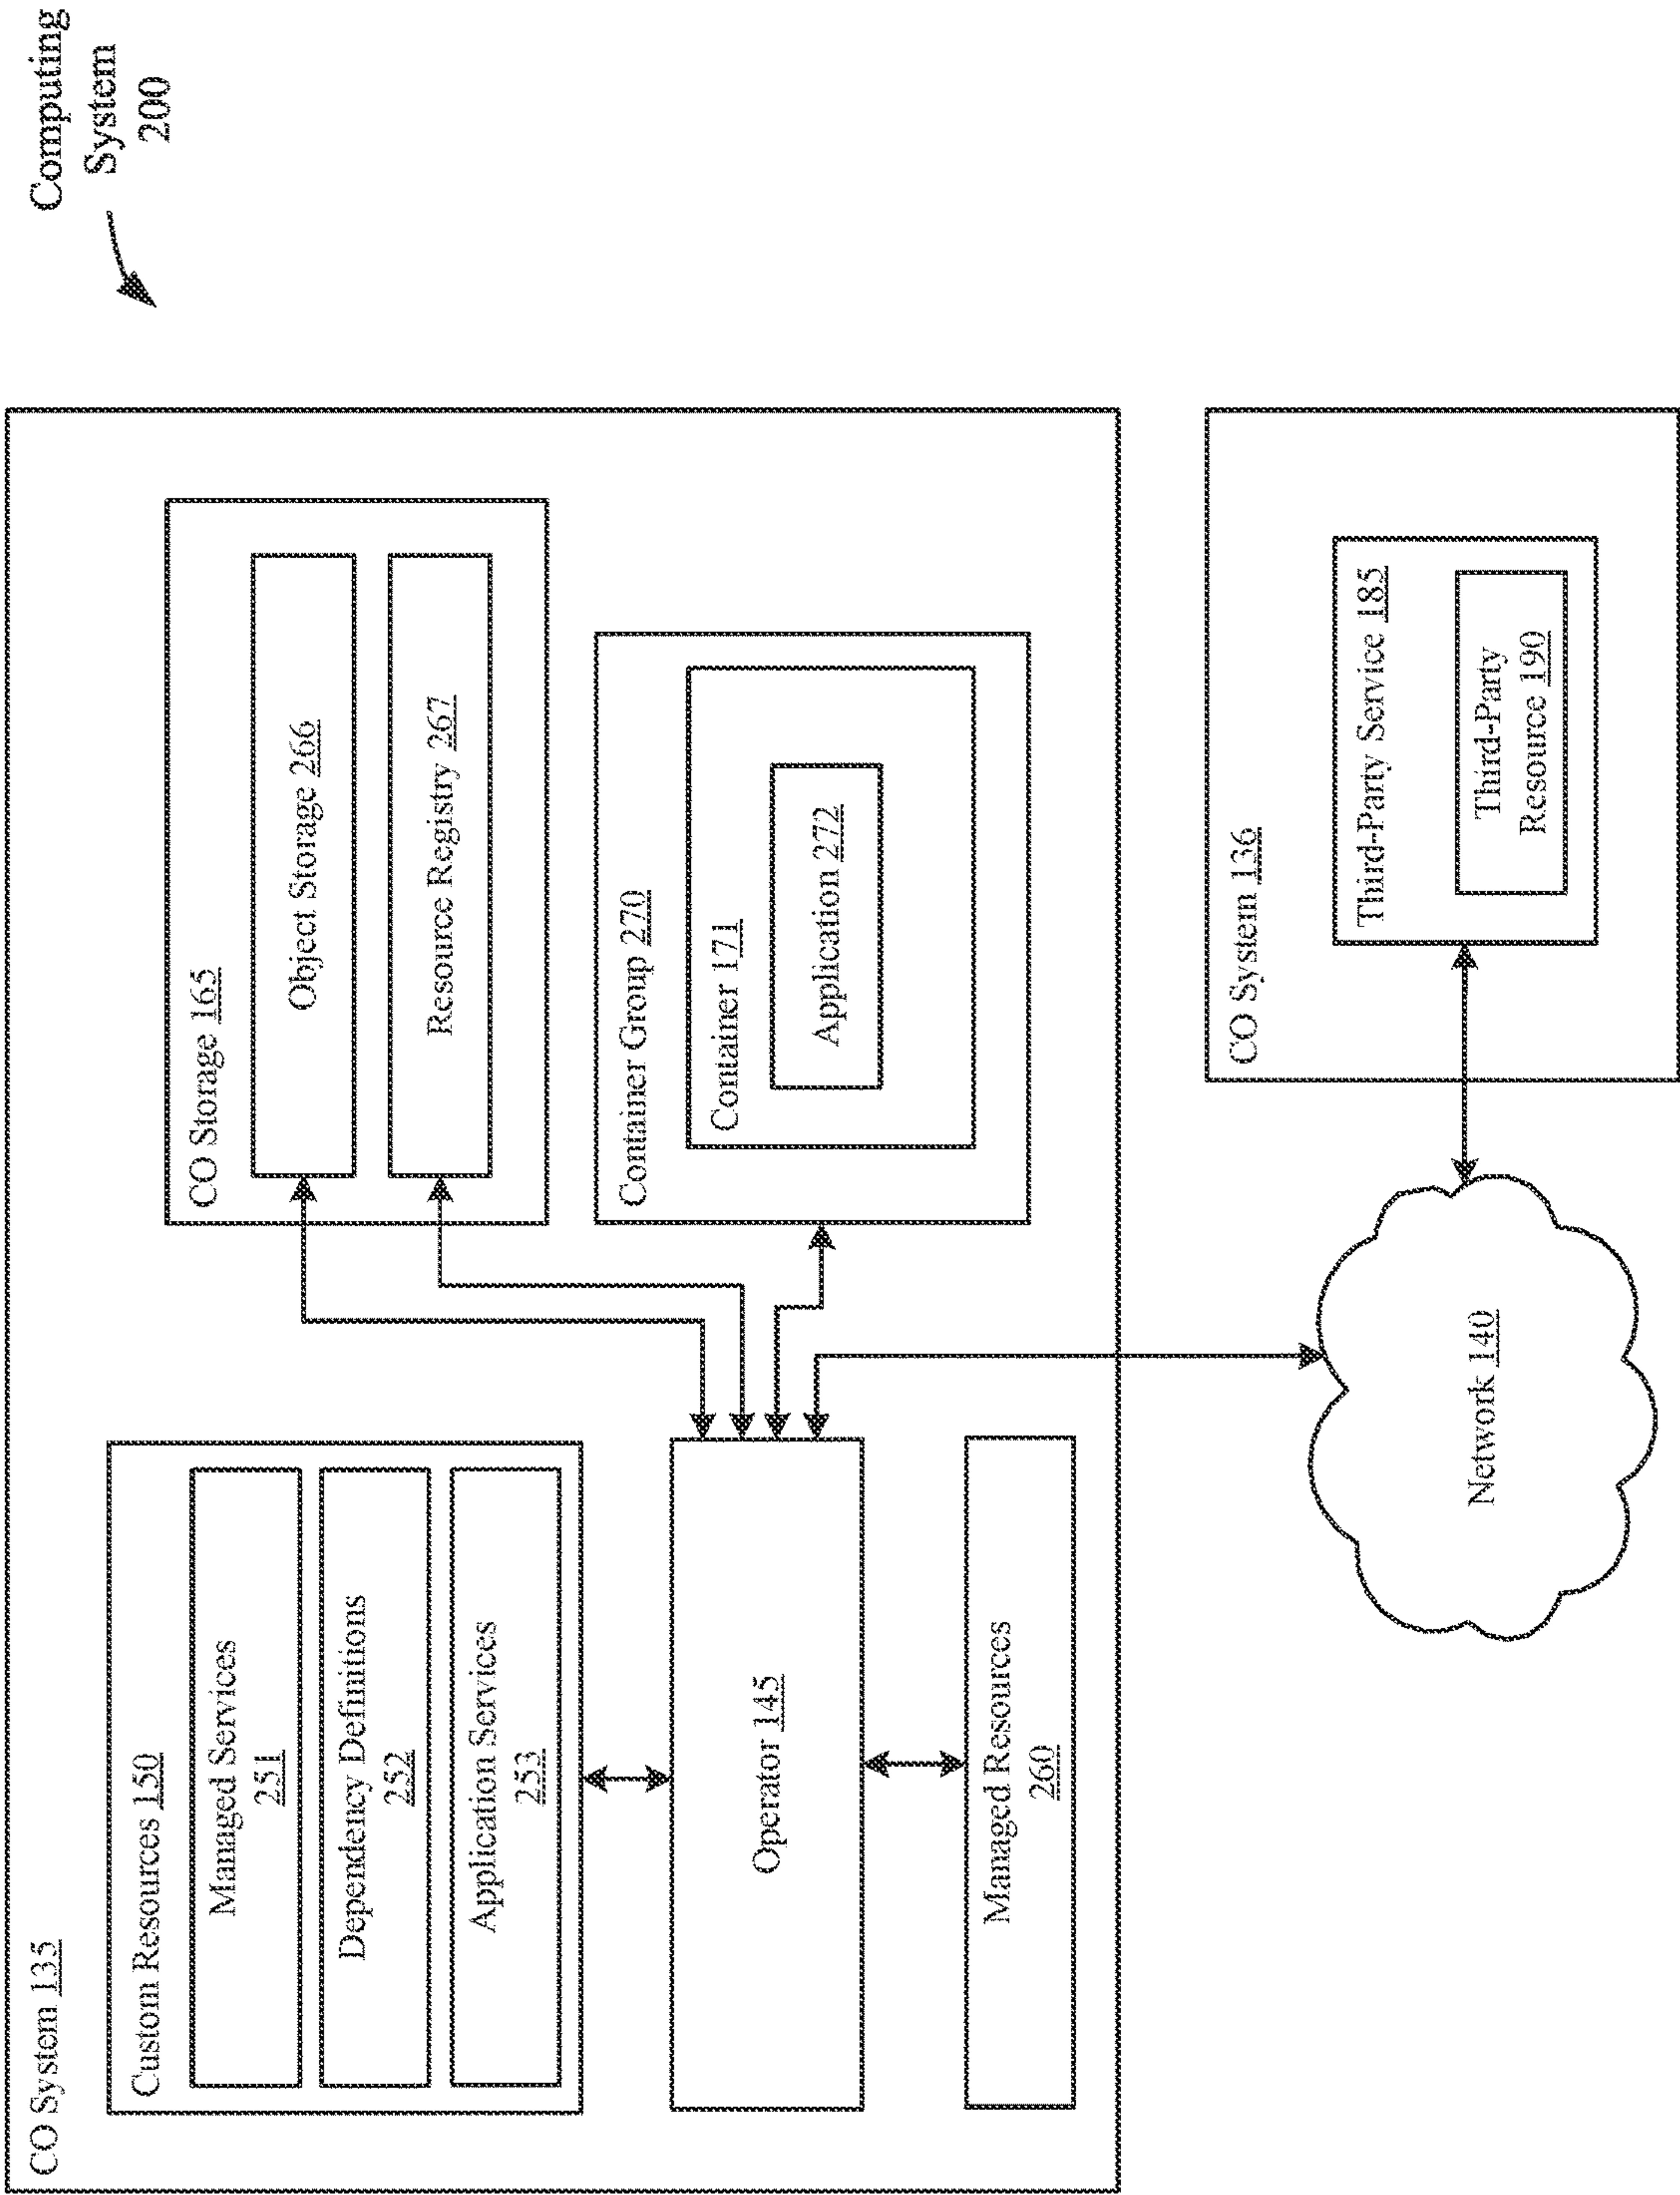 Computing
System
200
CO System 135
Custom Resources 150
Managed Services
251
Dependency Definitions
252
Application Services
253
Operator 145
Managed Resources
260
CO Storage 165
Object Storage 266
Resource Registry 267
Container Group 270
Container 171
Application 272
Network 140
CO System 136
Third-Party Service 185
Third-Party
Resource 190